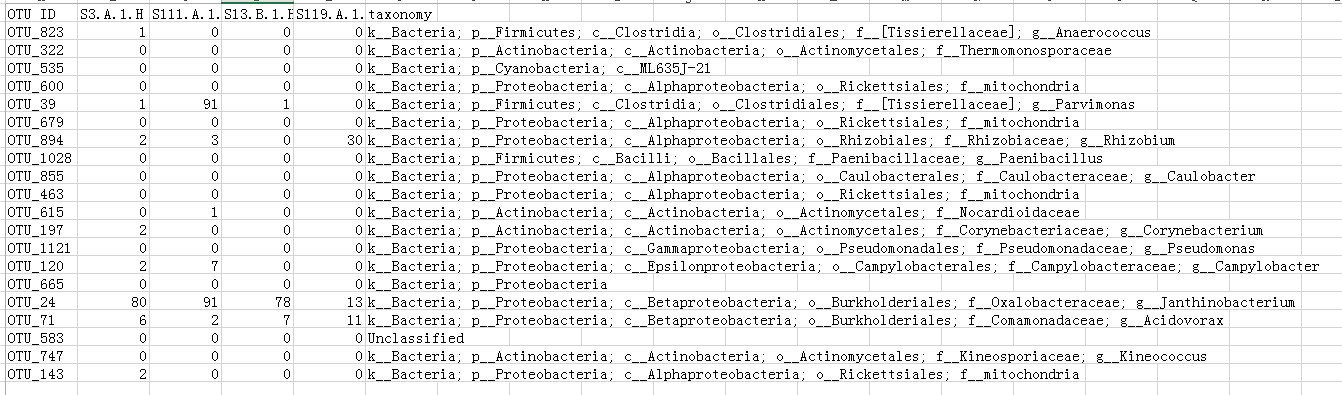 OTU ID S3.A.1.H S111.A.1. S13.B.1.H S119.A.1. taxonomy
OTU_823 1 0 0 0 k__Bacteria; p__Firmicutes; c__Clostridia; o__Clostridiales; f__[Tissierellaceae]; g__Anaerococcus
OTU_322 0 0 0 0 k__Bacteria; p__Actinobacteria; c__Actinobacteria; o__Actinomycetales; f__Thermomonosporaceae
OTU_535 0 0 0 0 k__Bacteria; p__Cyanobacteria; c__ML635J-21
OTU_600 0 0 0 0 k__Bacteria; p__Proteobacteria; c__Alphaproteobacteria; o__Rickettsiales; f__mitochondria
OTU_39 1 91 1 0 k__Bacteria; p__Firmicutes; c__Clostridia; o__Clostridiales; f__[Tissierellaceae]; g__Parvimonas
OTU_679 0 0 0 0 k__Bacteria; p__Proteobacteria; c__Alphaproteobacteria; o__Rickettsiales; f__mitochondria
OTU_894 2 3 0 30 k__Bacteria; p__Proteobacteria; c__Alphaproteobacteria; o__Rhizobiales; f__Rhizobiaceae; g__Rhizobium
OTU_1028 0 0 0 0 k__Bacteria; p__Firmicutes; c__Bacilli; o__Bacillales; f__Paenibacillaceae; g__Paenibacillus
OTU_855 0 0 0 0 k__Bacteria; p__Proteobacteria; c__Alphaproteobacteria; o__Caulobacterales; f__Caulobacteraceae; g__Caulobacter
OTU_463 0 0 0 0 k__Bacteria; p__Proteobacteria; c__Alphaproteobacteria; o__Rickettsiales; f__mitochondria
OTU_615 0 1 0 0 k__Bacteria; p__Actinobacteria; c__Actinobacteria; o__Actinomycetales; f__Nocardioidaceae
OTU_197 2 0 0 0 k__Bacteria; p__Actinobacteria; c__Actinobacteria; o__Actinomycetales; f__Corynebacteriaceae; g__Corynebacterium
OTU_1121 0 0 0 0 k__Bacteria; p__Proteobacteria; c__Gammaproteobacteria; o__Pseudomonadales; f__Pseudomonadaceae; g__Pseudomonas
OTU_120 2 7 0 0 k__Bacteria; p__Proteobacteria; c__Epsilonproteobacteria; o__Campylobacterales; f__Campylobacteraceae; g__Campylobacter
OTU_665 0 0 0 0 k__Bacteria; p__Proteobacteria
OTU_24 80 91 78 13 k__Bacteria; p__Proteobacteria; c__Betaproteobacteria; o__Burkholderiales; f__Oxalobacteraceae; g__Janthinobacterium
OTU_71 6 2 7 11 k__Bacteria; p__Proteobacteria; c__Betaproteobacteria; o__Burkholderiales; f__Comamonadaceae; g__Acidovorax
OTU_583 0 0 0 0 Unclassified
OTU_747 0 0 0 0 k__Bacteria; p__Actinobacteria; c__Actinobacteria; o__Actinomycetales; f__Kineosporiaceae; g__Kineococcus
OTU_143 2 0 0 0 k__Bacteria; p__Proteobacteria; c__Alphaproteobacteria; o__Rickettsiales; f__mitochondria